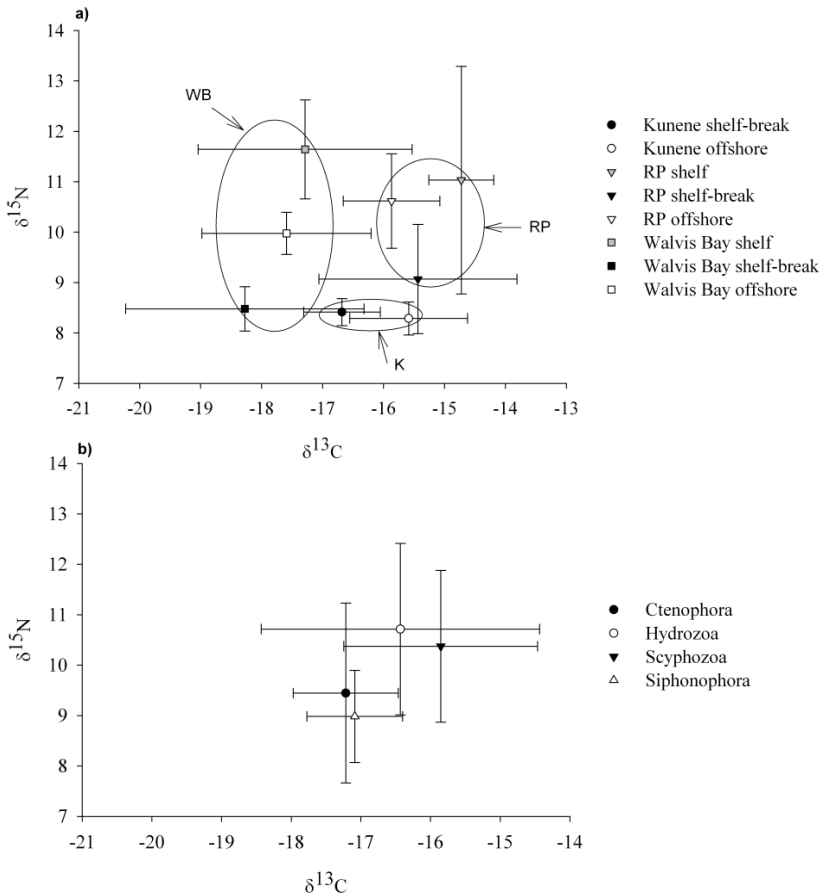 a)
14
13
12
11
10
9
8
7
δ15N
WB
RP
K
-21 -20 -19 -18 -17 -16 -15 -14 -13
δ13C
Kunene shelf-break
Kunene offshore
RP shelf
RP shelf-break
RP offshore
Walvis Bay shelf
Walvis Bay shelf-break
Walvis Bay offshore
b)
14
13
12
11
10
9
8
7
δ15N
-21 -20 -19 -18 -17 -16 -15 -14
δ13C
Ctenophora
Hydrozoa
Scyphozoa
Siphonophora